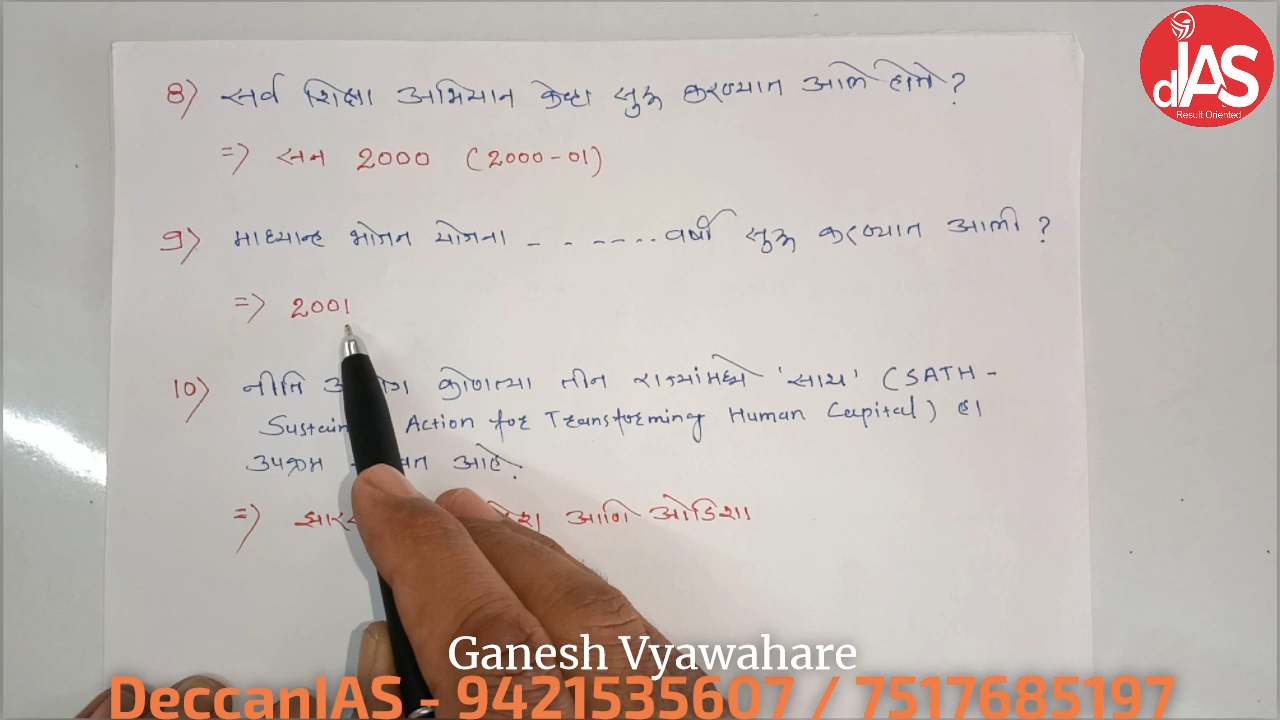 dIAS
Result Oriented
8) सर्व शिक्षा अभियान केव्हा सुरू करण्यात आले होते ?
=> सन 2000 (2000-01)
9) माध्यान्ह भोजन योजना - - ------.. वर्षी सुरू करण्यात आली ?
=> 2001
10) नीति कोणत्या तीन राज्यांमध्ये 'साथ' (SATH -
Action for Transforming Human Capital) हा
उपक्रम आहे.
=> आणि ओडिशा
Ganesh Vyawahare
DeccanIAS - 9421535607 / 7517685197